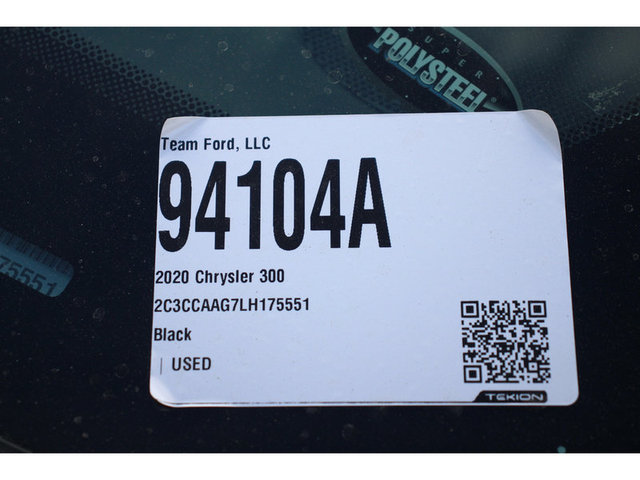 SUPER
POLYSTEEL
Team Ford, LLC
94104A
2020 Chrysler 300
75551
2C3CCAAG7LH175551
Black
| USED
TEKION